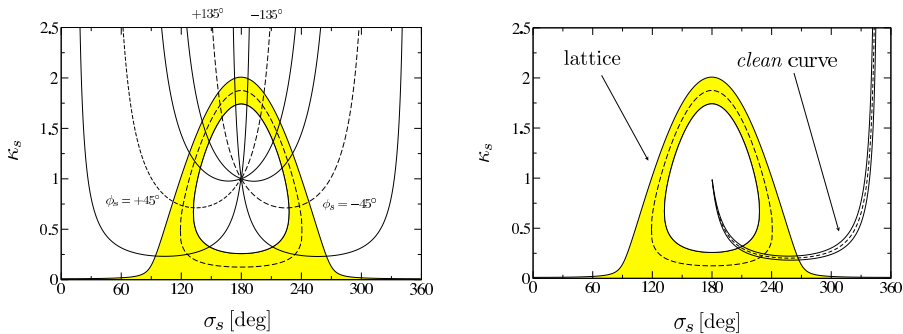 +135° −135°
2.5
2
1.5
1
0.5
0
κs
ϕs = +45°
ϕs = −45°
0 60 120 180 240 300 360
σs [deg]
2.5
2
1.5
1
0.5
0
κs
lattice
clean curve
0 60 120 180 240 300 360
σs [deg]